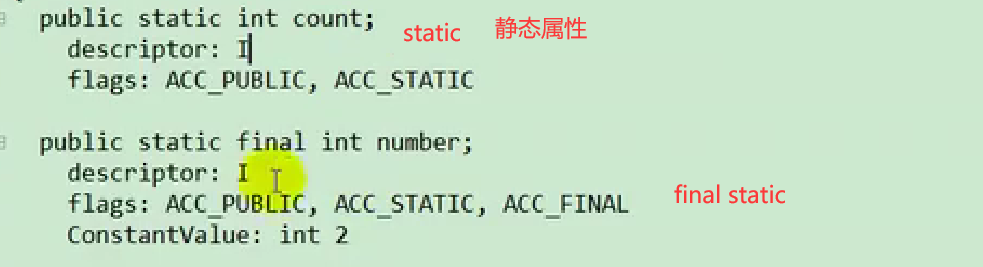 public static int count;
static 静态属性
descriptor: I
flags: ACC_PUBLIC, ACC_STATIC
public static final int number;
descriptor: I
flags: ACC_PUBLIC, ACC_STATIC, ACC_FINAL
final static
ConstantValue: int 2